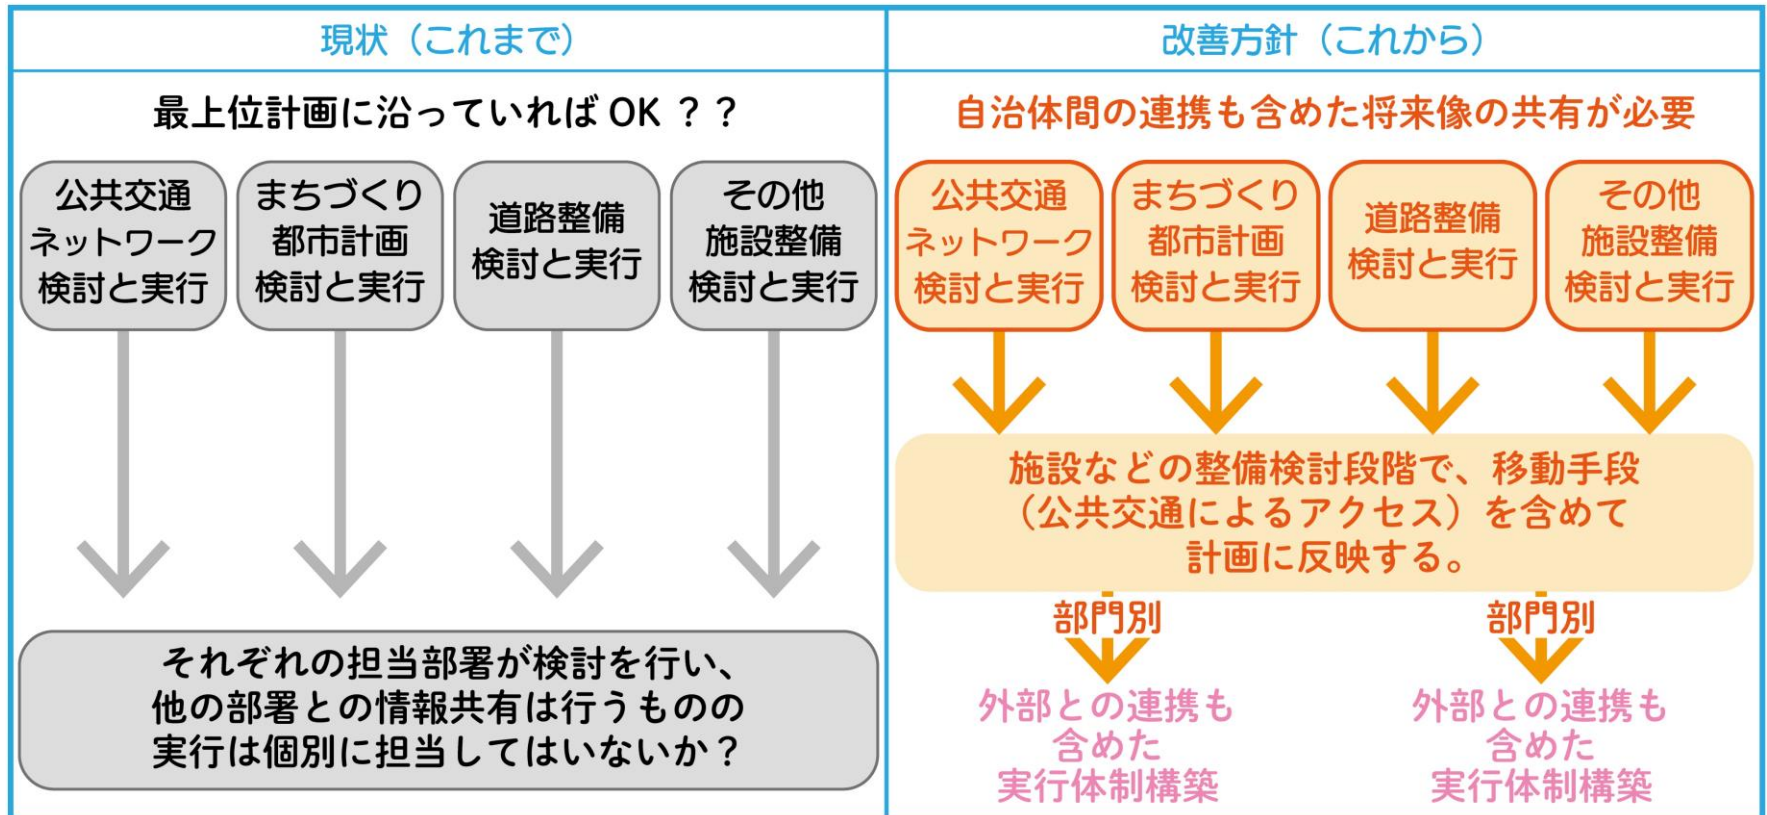 現状（これまで）
最上位計画に沿っていれば OK ？？
公共交通
ネットワーク
検討と実行
まちづくり
都市計画
検討と実行
道路整備
検討と実行
その他
施設整備
検討と実行
それぞれの担当部署が検討を行い、
他の部署との情報共有は行うものの
実行は個別に担当してはいないか？
改善方針（これから）
自治体間の連携も含めた将来像の共有が必要
公共交通
ネットワーク
検討と実行
まちづくり
都市計画
検討と実行
道路整備
検討と実行
その他
施設整備
検討と実行
施設などの整備検討段階で、移動手段
（公共交通によるアクセス）を含めて
計画に反映する。
部門別
外部との連携も
含めた
実行体制構築
部門別
外部との連携も
含めた
実行体制構築